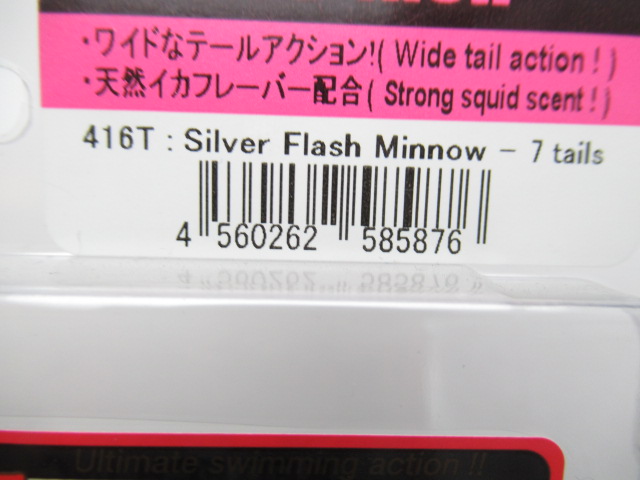 ・ワイドなテールアクション!( Wide tail action ! )
・天然イカフレーバー配合( Strong squid scent ! )
416T : Silver Flash Minnow – 7 tails
4 560262 585876
Ultimate swimming action !!